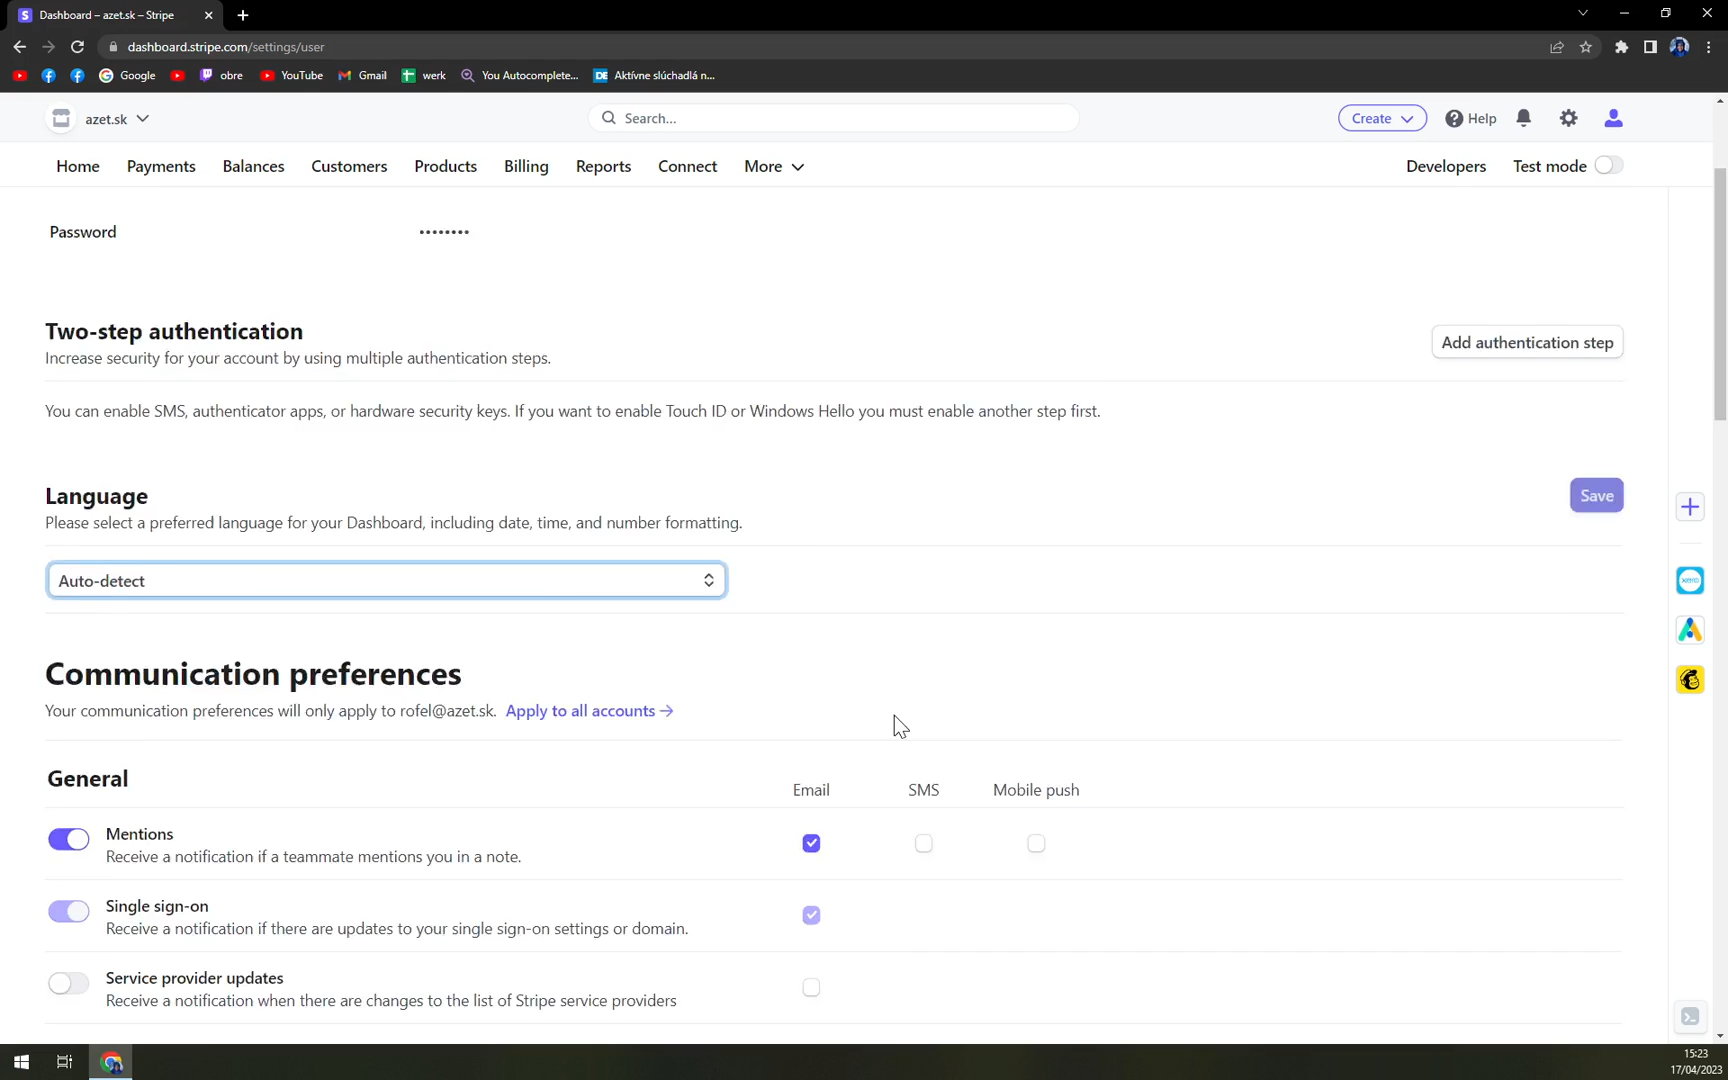 Dashboard – azet.sk – Stripe
dashboard.stripe.com/settings/user
Google
obre
YouTube
Gmail
werk
You Autocomplete...
DE
Aktívne slúchadlá n...
azet.sk
Search...
Create
Help
Home
Payments
Balances
Customers
Products
Billing
Reports
Connect
More
Developers
Test mode
Password
••••••••
Two-step authentication
Increase security for your account by using multiple authentication steps.
Add authentication step
You can enable SMS, authenticator apps, or hardware security keys. If you want to enable Touch ID or Windows Hello you must enable another step first.
Language
Please select a preferred language for your Dashboard, including date, time, and number formatting.
Save
Auto-detect
xero
Communication preferences
Your communication preferences will only apply to rofel@azet.sk. Apply to all accounts →
General
Email
SMS
Mobile push
Mentions
Receive a notification if a teammate mentions you in a note.
Single sign-on
Receive a notification if there are updates to your single sign-on settings or domain.
Service provider updates
Receive a notification when there are changes to the list of Stripe service providers
15:23
17/04/2023